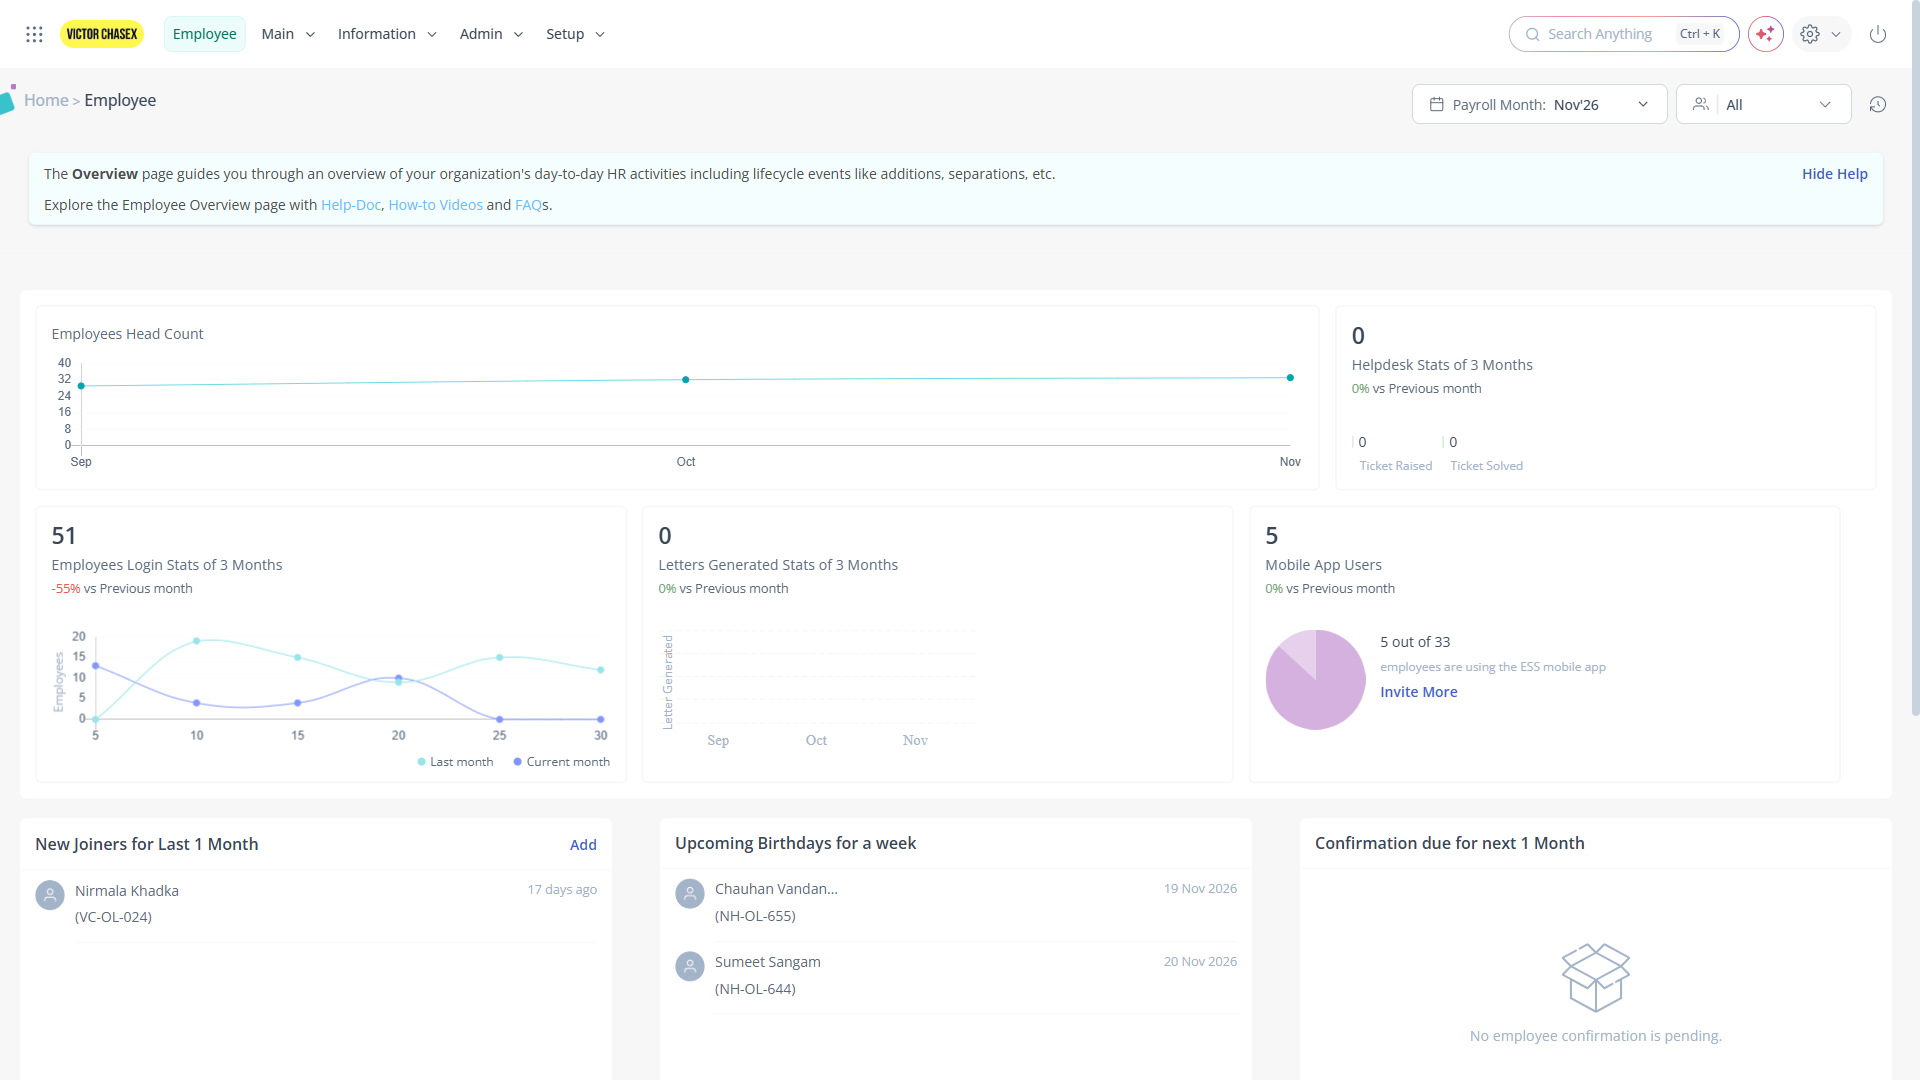 VICTOR CHASEX
Employee
Main
Information
Admin
Setup
Search Anything
Ctrl + K
Home > Employee
Payroll Month: Nov'26
All
The Overview page guides you through an overview of your organization's day-to-day HR activities including lifecycle events like additions, separations, etc.
Hide Help
Explore the Employee Overview page with Help-Doc, How-to Videos and FAQs.
Employees Head Count
40
32
24
16
8
0
Sep
Oct
Nov
0
Helpdesk Stats of 3 Months
0% vs Previous month
0
Ticket Raised
0
Ticket Solved
51
Employees Login Stats of 3 Months
-55% vs Previous month
Employees
20
15
10
5
0
5
10
15
20
25
30
Last month
Current month
0
Letters Generated Stats of 3 Months
0% vs Previous month
Letter Generated
Sep
Oct
Nov
5
Mobile App Users
0% vs Previous month
5 out of 33
employees are using the ESS mobile app
Invite More
New Joiners for Last 1 Month
Add
Nirmala Khadka
17 days ago
(VC-OL-024)
Upcoming Birthdays for a week
Chauhan Vandan...
19 Nov 2026
(NH-OL-655)
Sumeet Sangam
20 Nov 2026
(NH-OL-644)
Confirmation due for next 1 Month
No employee confirmation is pending.